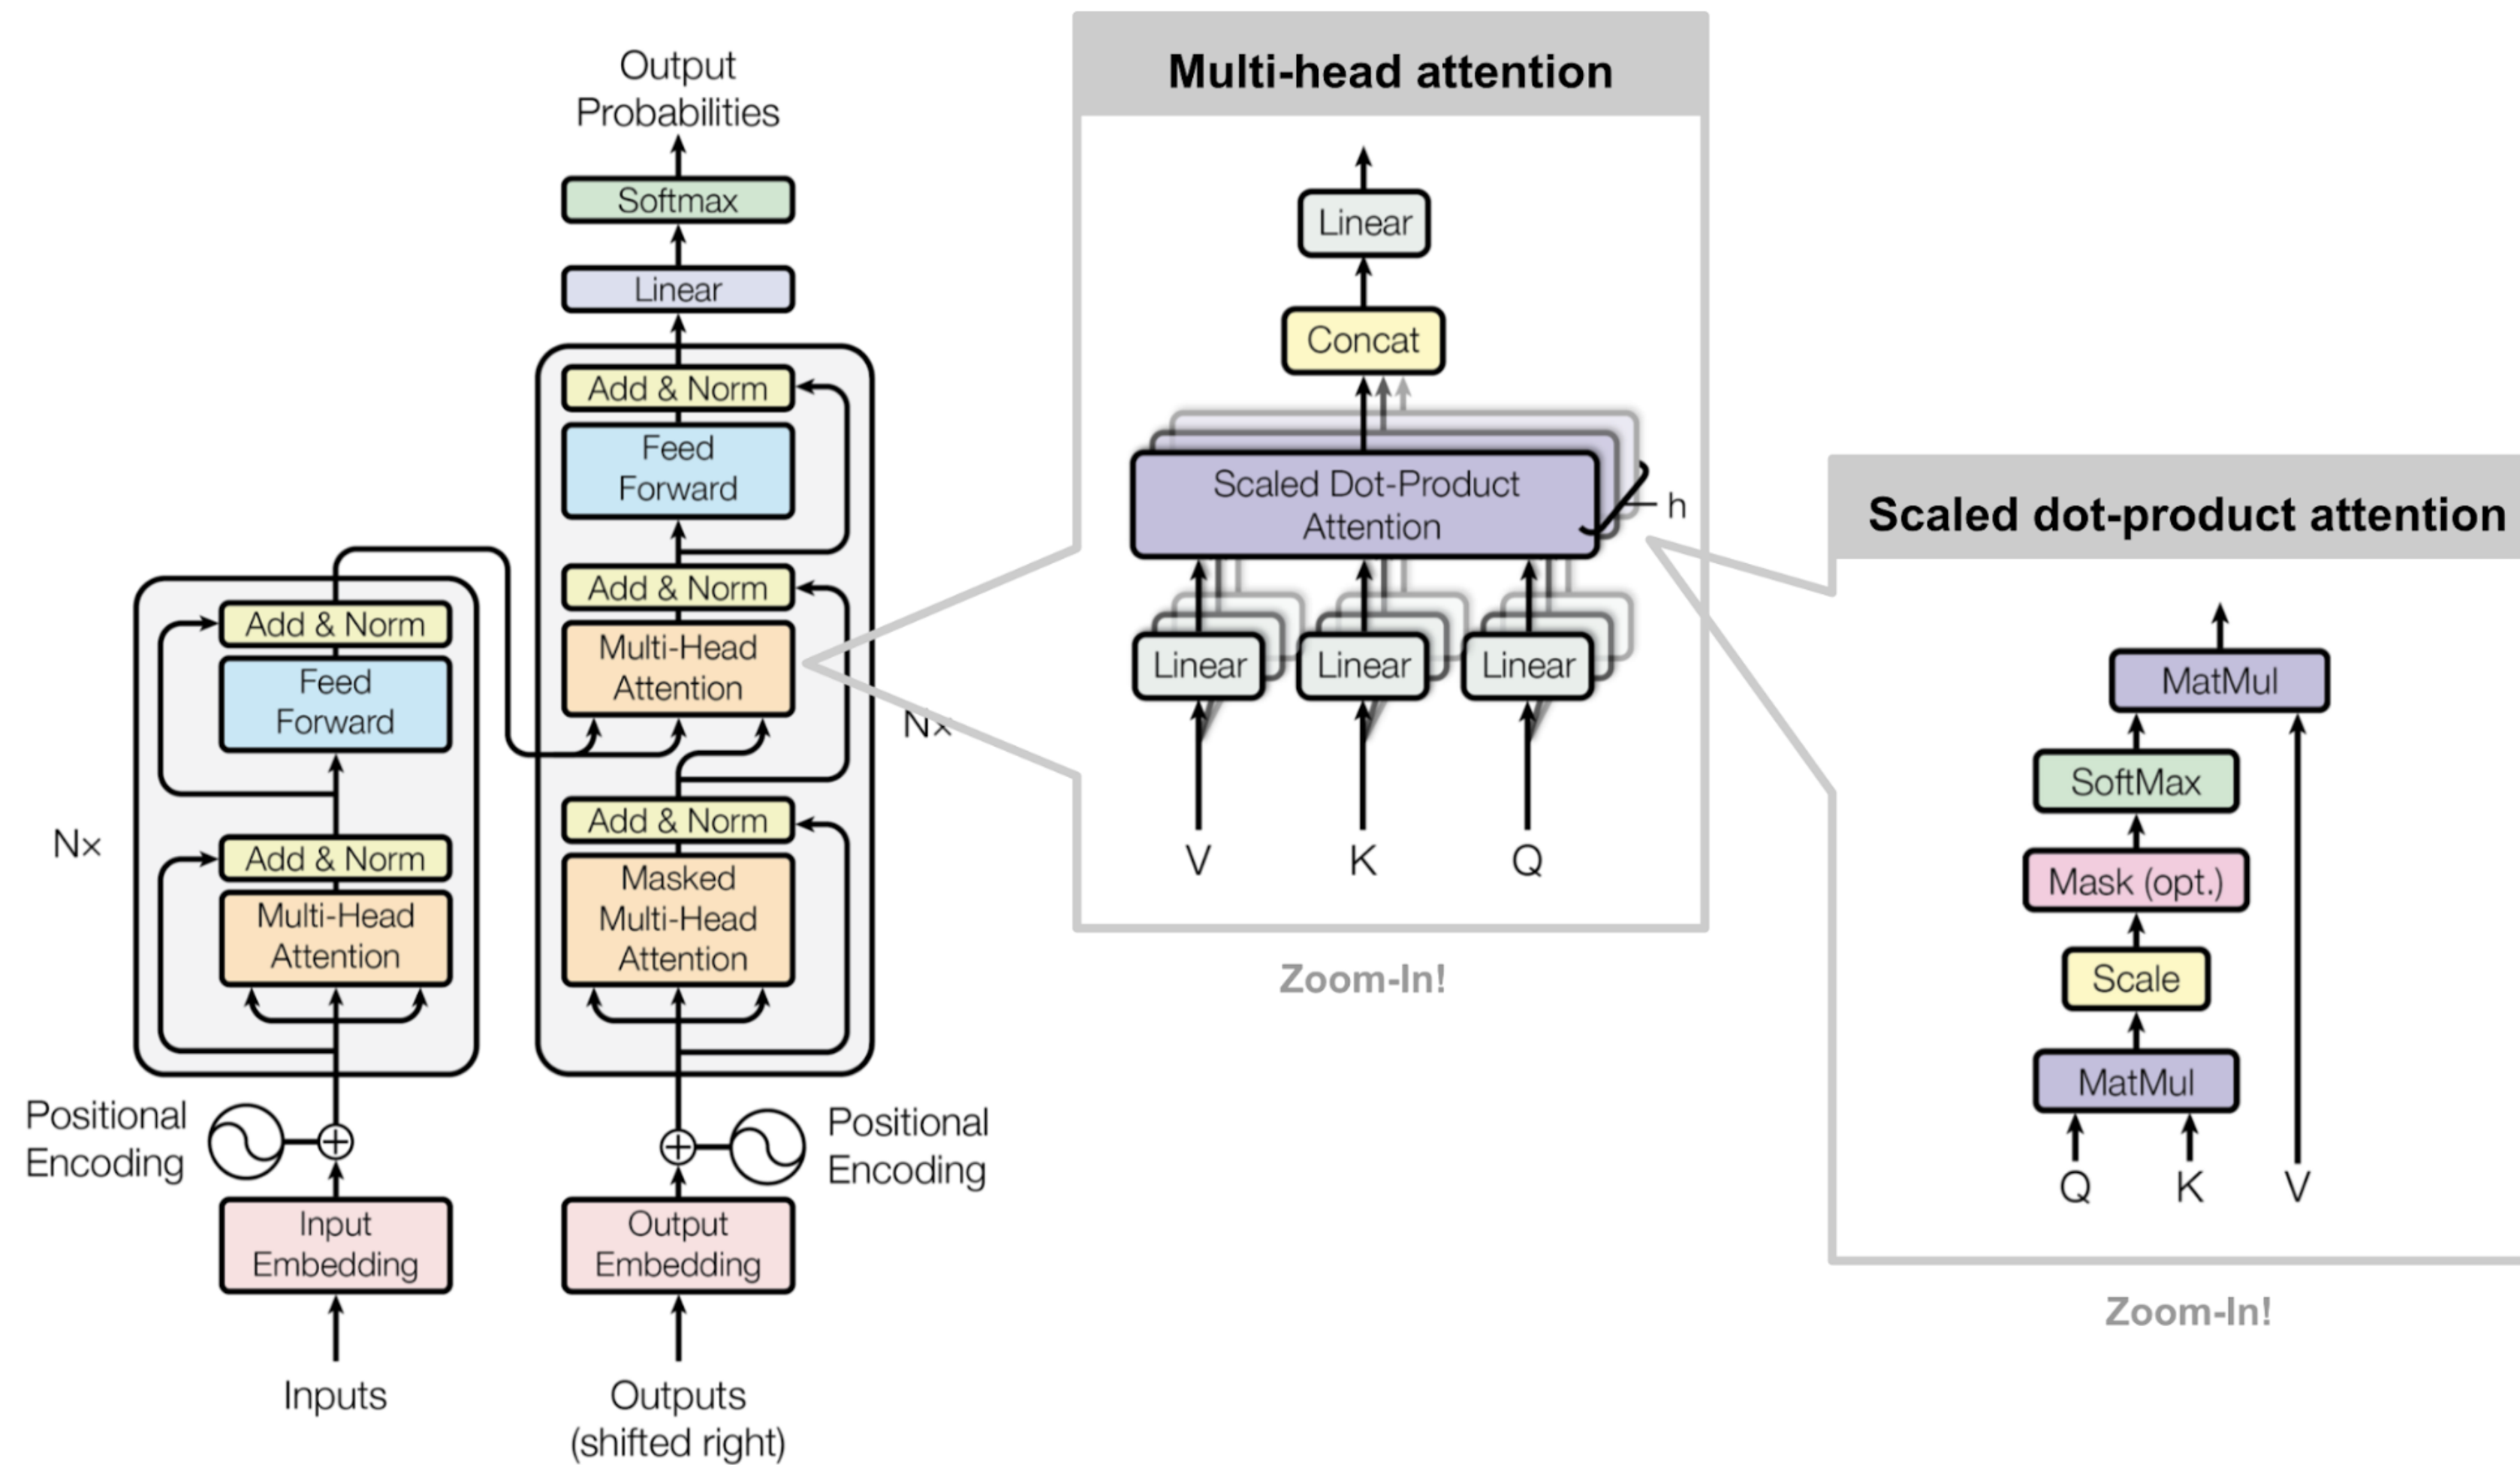 Output
Probabilities
Softmax
Linear
Add & Norm
Feed
Forward
Add & Norm
Multi-Head
Attention
Add & Norm
Masked
Multi-Head
Attention
Nx
Positional
Encoding
Output
Embedding
Outputs
(shifted right)
Add & Norm
Feed
Forward
Add & Norm
Multi-Head
Attention
N×
Positional
Encoding
Input
Embedding
Inputs
Multi-head attention
Linear
Concat
Scaled Dot-Product
Attention
h
Linear
Linear
Linear
V
K
Q
Zoom-In!
Scaled dot-product attention
MatMul
SoftMax
Mask (opt.)
Scale
MatMul
Q
K
V
Zoom-In!